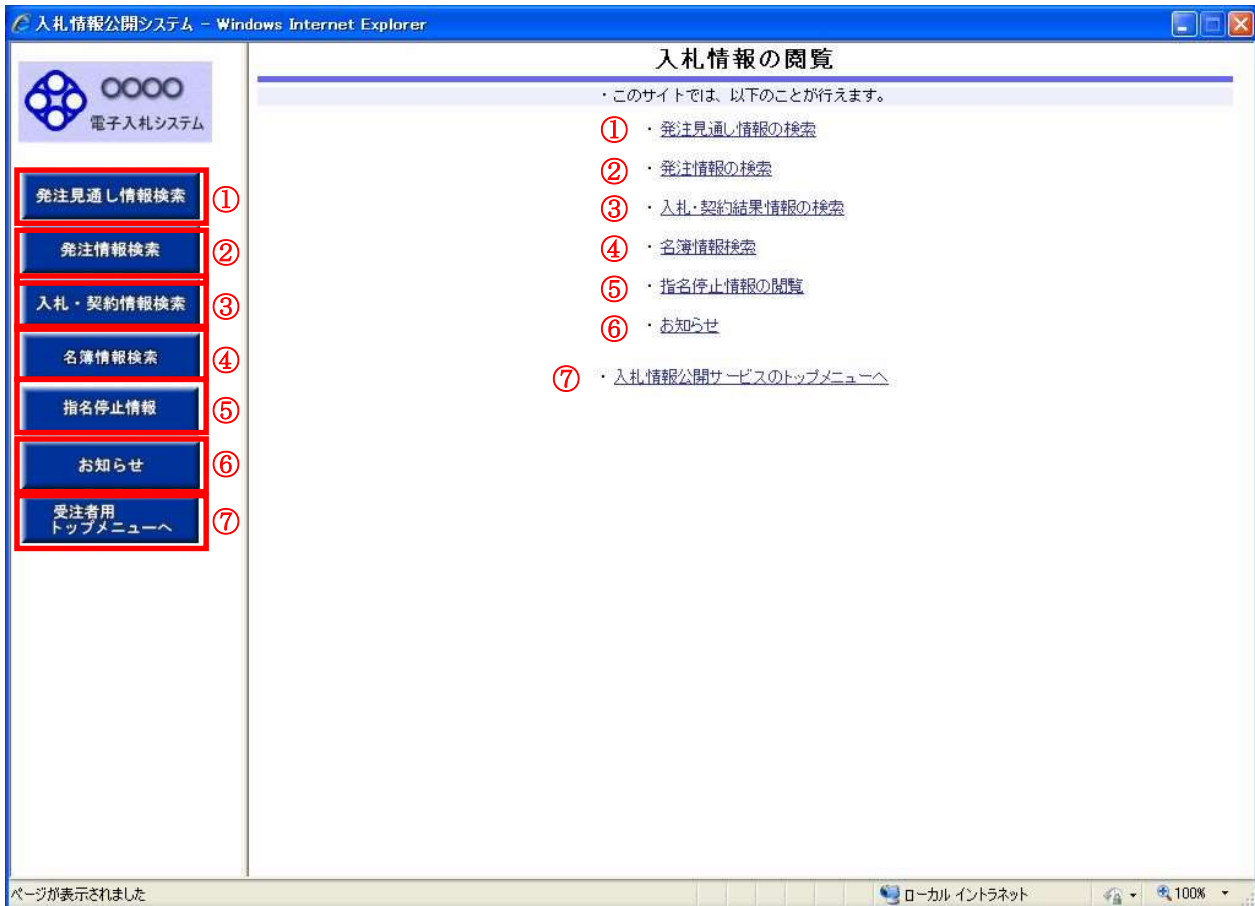 入札情報公開システム - Windows Internet Explorer
○○○○
電子入札システム
発注見通し情報検索 ①
発注情報検索 ②
入札・契約情報検索 ③
名簿情報検索 ④
指名停止情報 ⑤
お知らせ ⑥
受注者用
トップメニューへ ⑦
入札情報の閲覧
・このサイトでは、以下のことが行えます。
① ・発注見通し情報の検索
② ・発注情報の検索
③ ・入札・契約結果情報の検索
④ ・名簿情報検索
⑤ ・指名停止情報の閲覧
⑥ ・お知らせ
⑦ ・入札情報公開サービスのトップメニューへ
ページが表示されました
ローカル イントラネット
100%